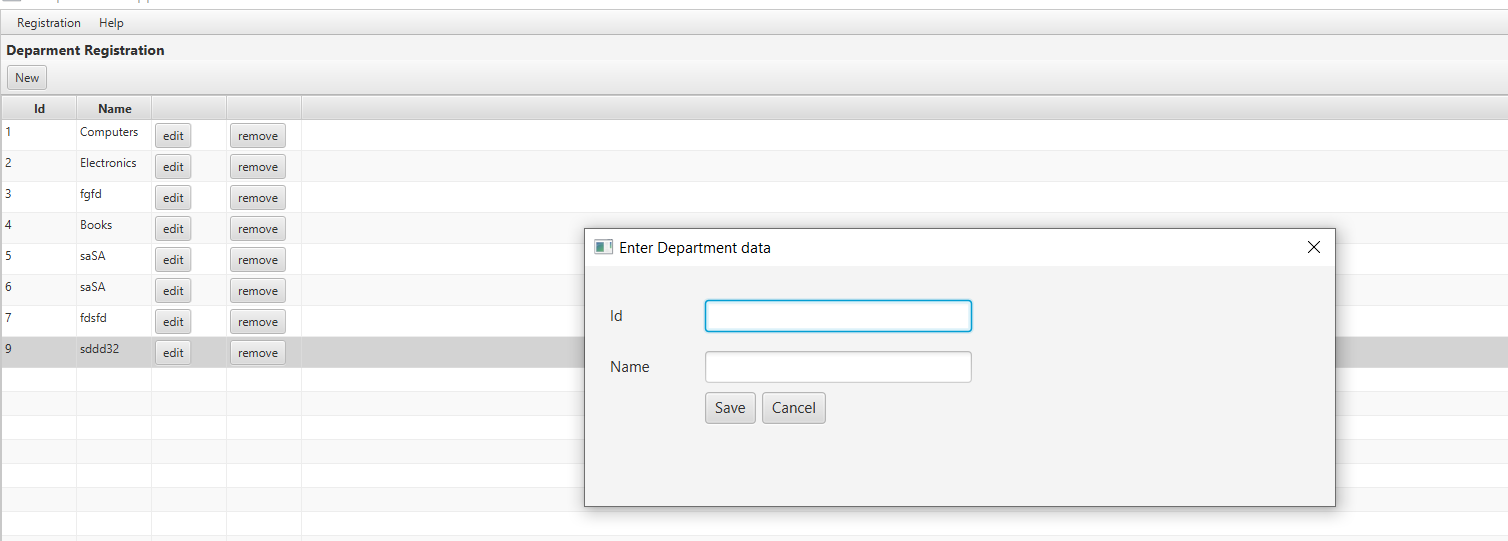 Registration Help
Deparment Registration
New
Id Name
1 Computers edit remove
2 Electronics edit remove
3 fgfd edit remove
4 Books edit remove
5 saSA edit remove
6 saSA edit remove
7 fdsfd edit remove
9 sddd32 edit remove
Enter Department data
Id
Name
Save Cancel